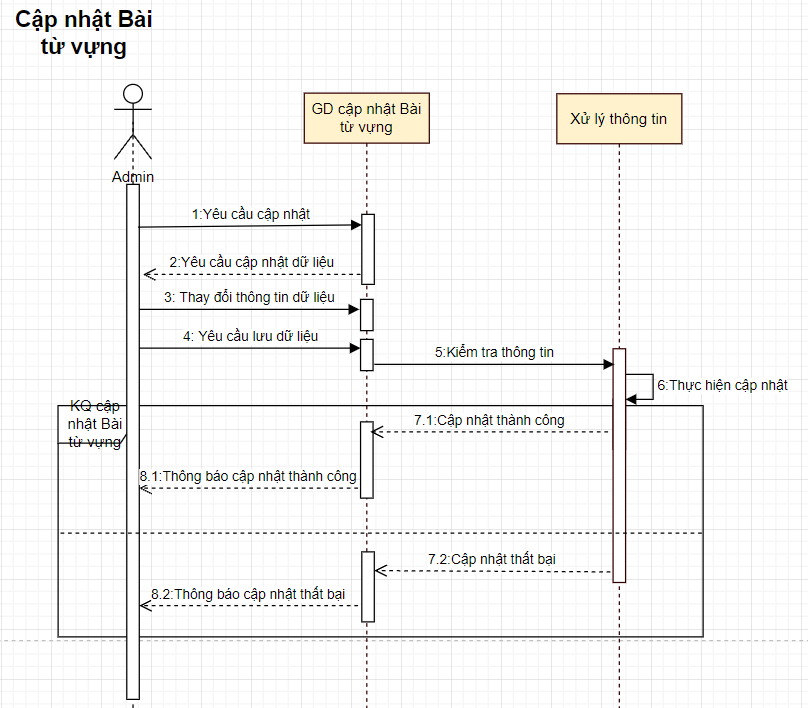 Cập nhật Bài
từ vựng
GD cập nhật Bài
từ vựng
Xử lý thông tin
Admin
1:Yêu cầu cập nhật
2:Yêu cầu cập nhật dữ liệu
3: Thay đổi thông tin dữ liệu
4: Yêu cầu lưu dữ liệu
5:Kiểm tra thông tin
6:Thực hiện cập nhật
KQ cập
nhật Bài
từ vựng
7.1:Cập nhật thành công
8.1:Thông báo cập nhật thành công
7.2:Cập nhật thất bại
8.2:Thông báo cập nhật thất bại